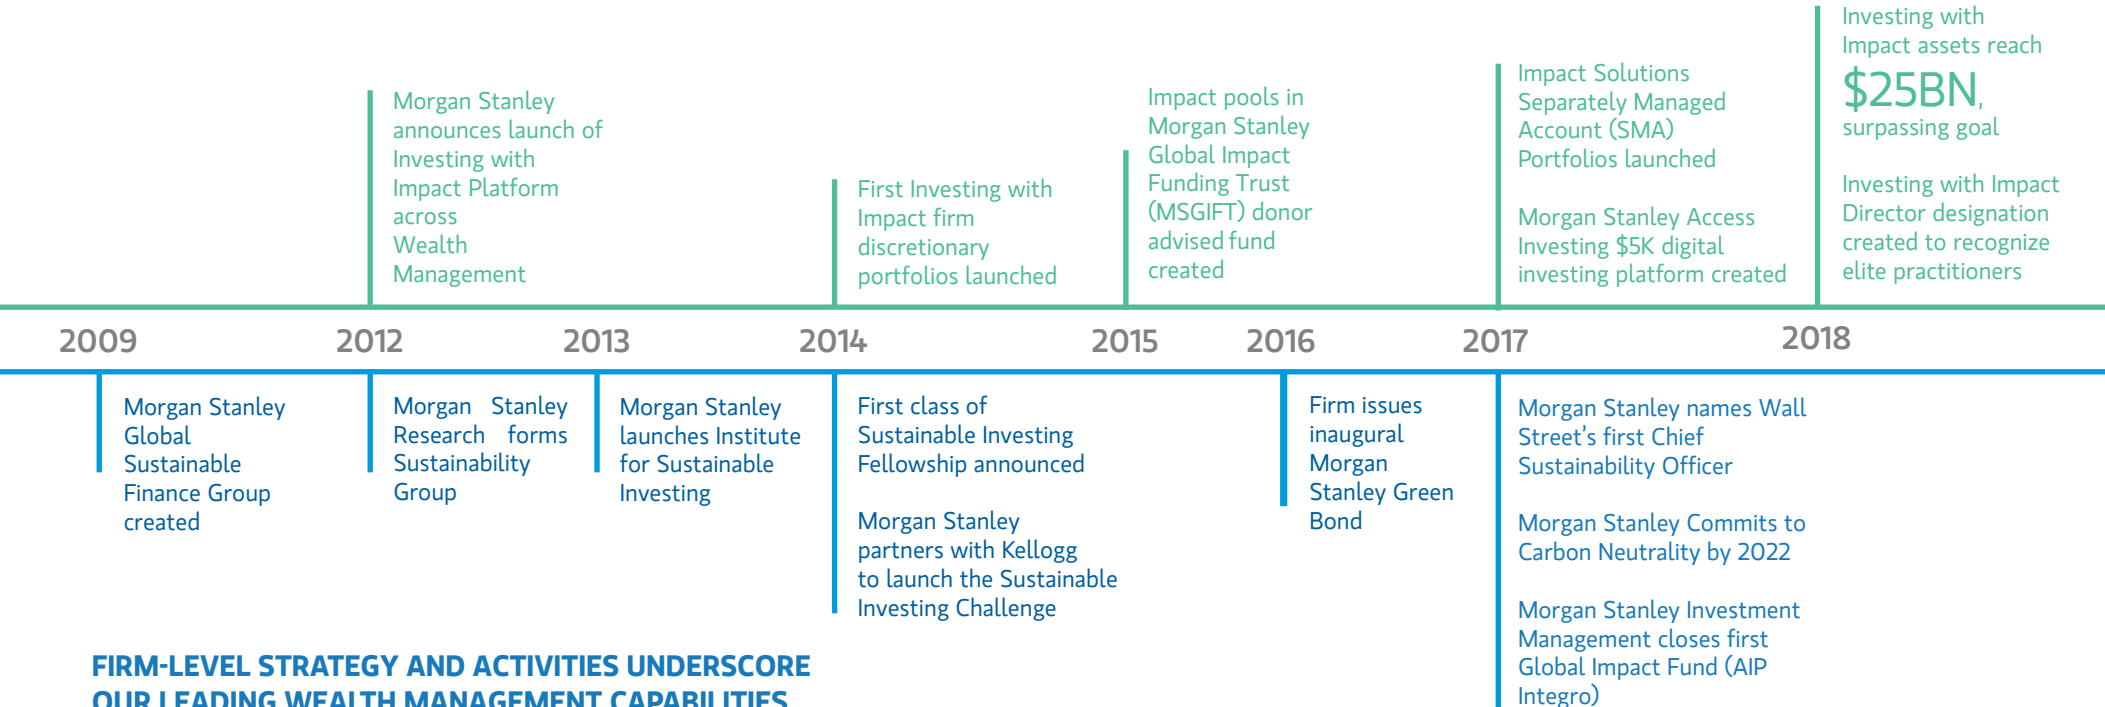 Morgan Stanley
announces launch of
Investing with
Impact Platform
across
Wealth
Management
First Investing with
Impact firm
discretionary
portfolios launched
Impact pools in
Morgan Stanley
Global Impact
Funding Trust
(MSGIFT) donor
advised fund
created
Impact Solutions
Separately Managed
Account (SMA)
Portfolios launched
Morgan Stanley Access
Investing $5K digital
investing platform created
Investing with
Impact assets reach
$25BN,
surpassing goal
Investing with Impact
Director designation
created to recognize
elite practitioners
2009 2012 2013 2014 2015 2016 2017 2018
Morgan Stanley
Global
Sustainable
Finance Group
created
Morgan Stanley
Research forms
Sustainability
Group
Morgan Stanley
launches Institute
for Sustainable
Investing
First class of
Sustainable Investing
Fellowship announced
Morgan Stanley
partners with Kellogg
to launch the Sustainable
Investing Challenge
Firm issues
inaugural
Morgan
Stanley Green
Bond
Morgan Stanley names Wall
Street's first Chief
Sustainability Officer
Morgan Stanley Commits to
Carbon Neutrality by 2022
Morgan Stanley Investment
Management closes first
Global Impact Fund (AIP
Integro)
FIRM-LEVEL STRATEGY AND ACTIVITIES UNDERSCORE
OUR LEADING WEALTH MANAGEMENT CAPABILITIES